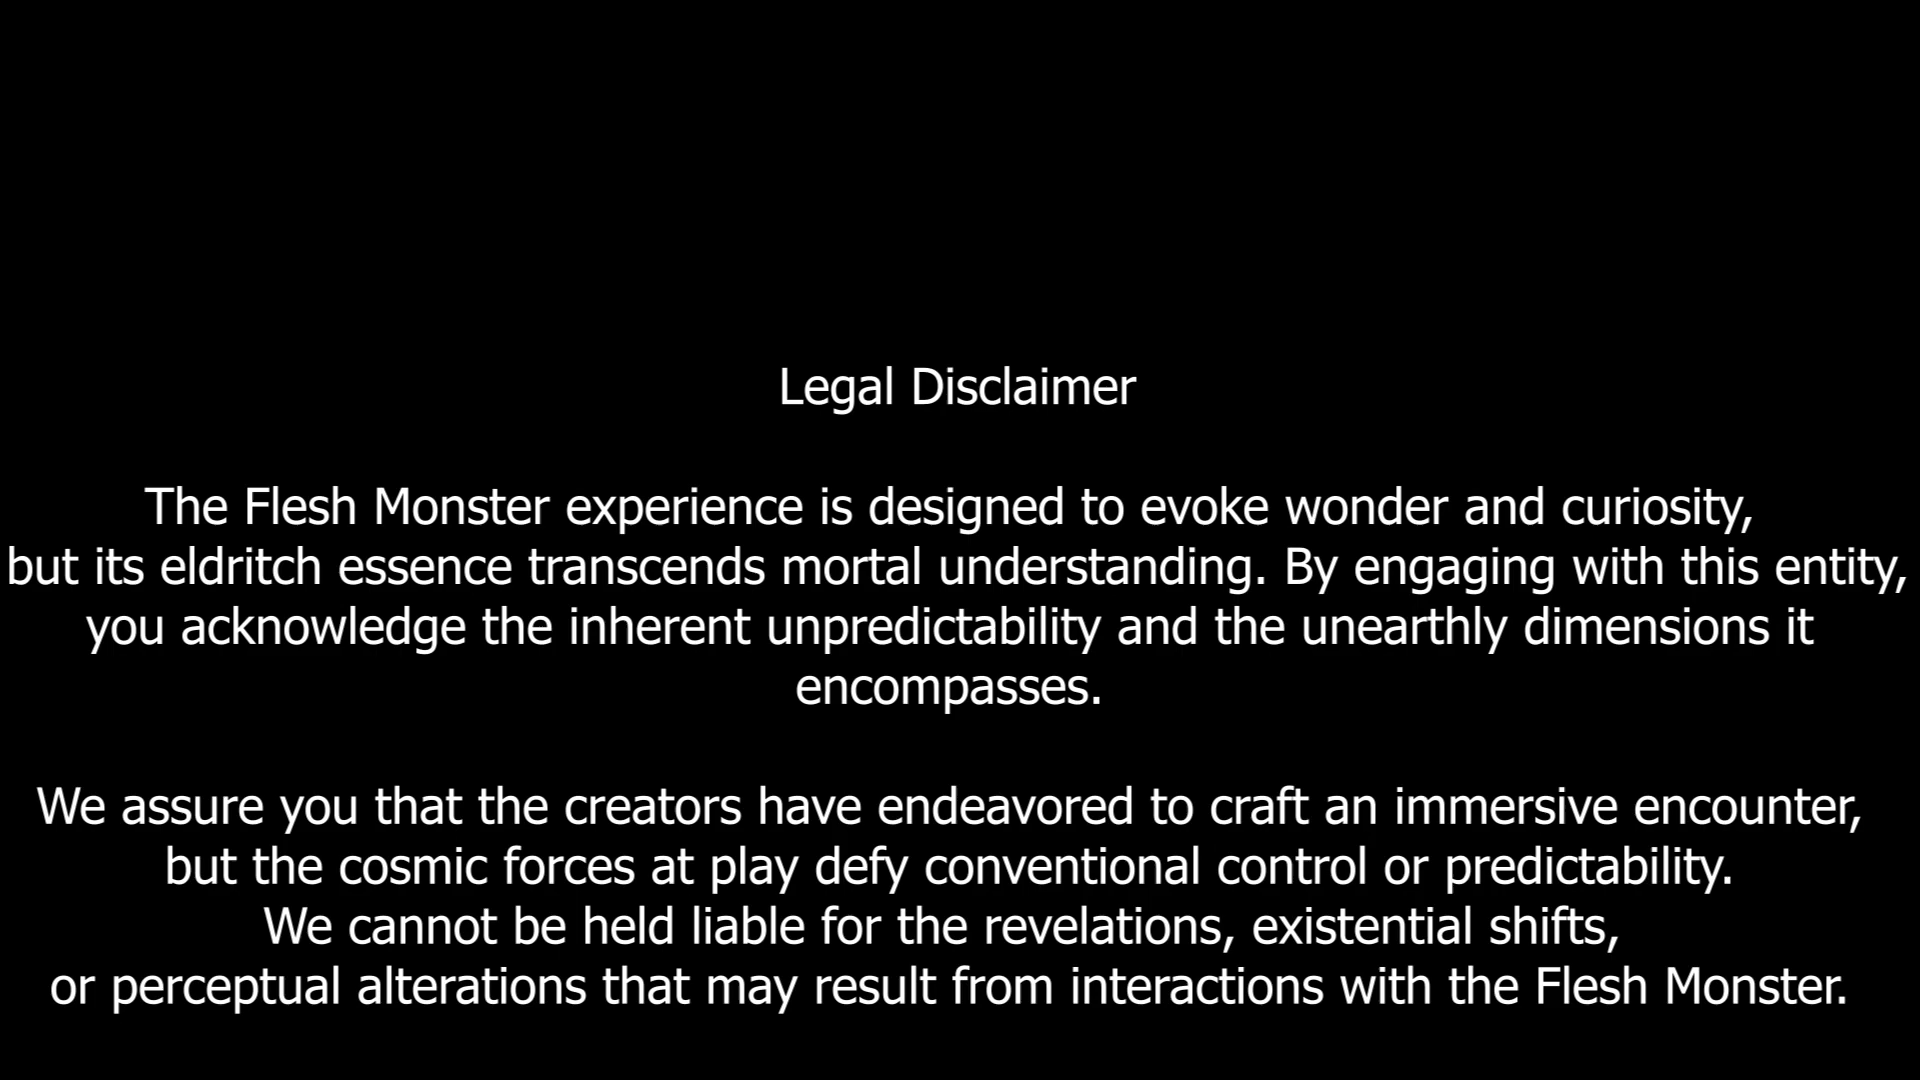 Legal Disclaimer
The Flesh Monster experience is designed to evoke wonder and curiosity,
but its eldritch essence transcends mortal understanding. By engaging with this entity,
you acknowledge the inherent unpredictability and the unearthly dimensions it
encompasses.
We assure you that the creators have endeavored to craft an immersive encounter,
but the cosmic forces at play defy conventional control or predictability.
We cannot be held liable for the revelations, existential shifts,
or perceptual alterations that may result from interactions with the Flesh Monster.